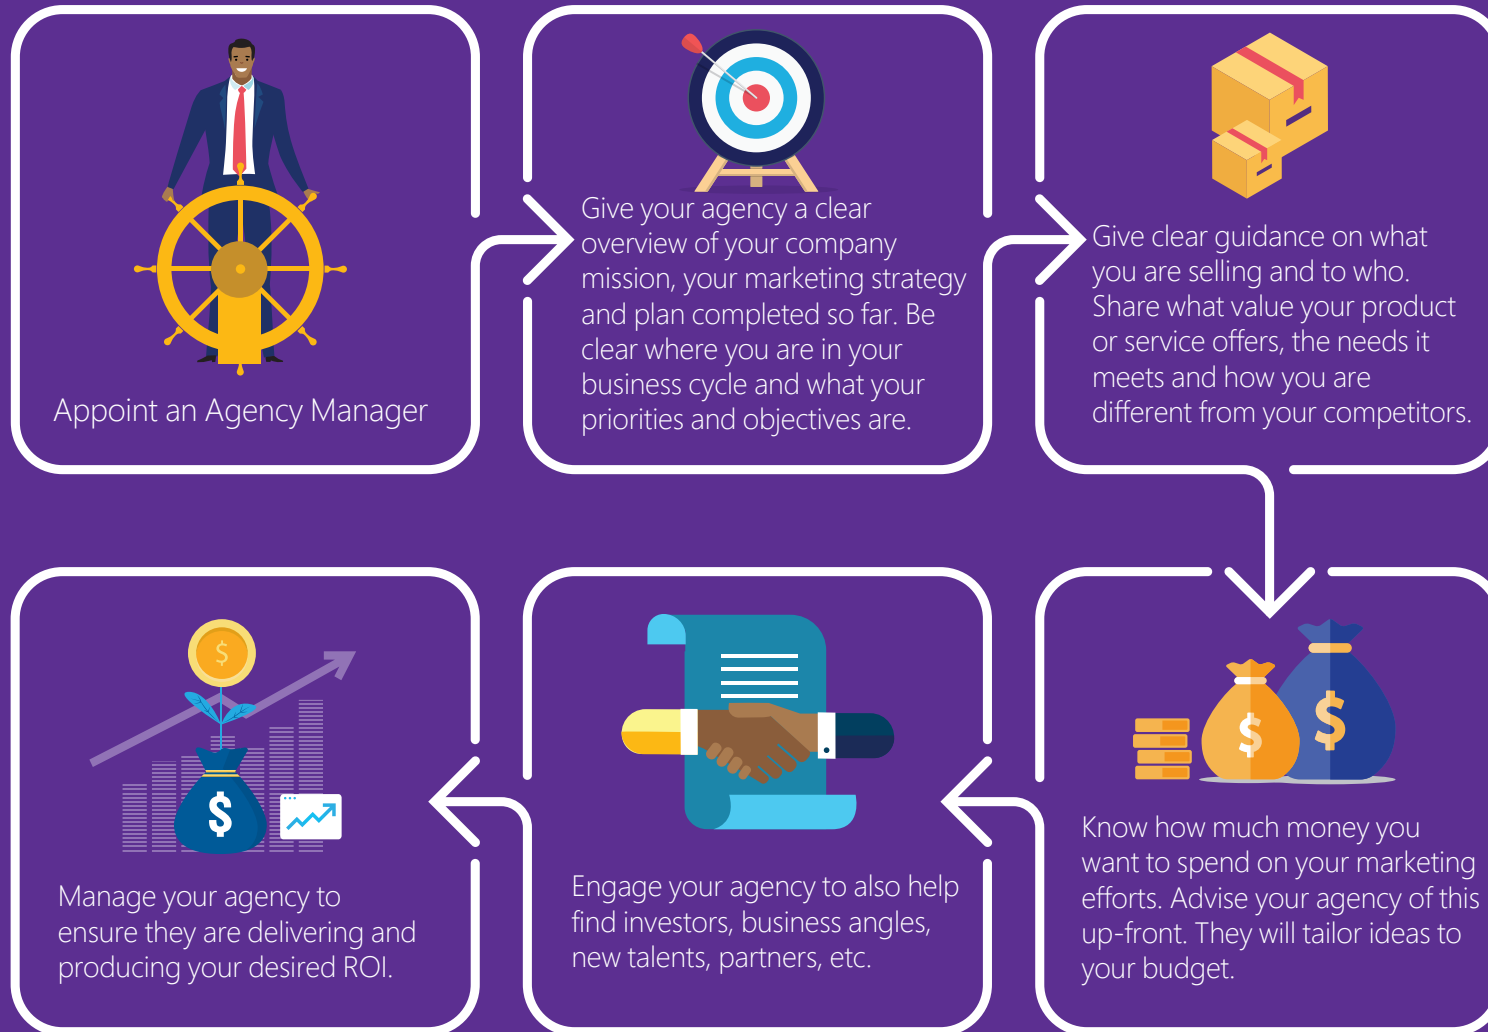 Appoint an Agency Manager
Give your agency a clear
overview of your company
mission, your marketing strategy
and plan completed so far. Be
clear where you are in your
business cycle and what your
priorities and objectives are.
Give clear guidance on what
you are selling and to who.
Share what value your product
or service offers, the needs it
meets and how you are
different from your competitors.
$ $
Know how much money you
want to spend on your marketing
efforts. Advise your agency of this
up-front. They will tailor ideas to
your budget.
Engage your agency to also help
find investors, business angles,
new talents, partners, etc.
$
$
Manage your agency to
ensure they are delivering and
producing your desired ROI.